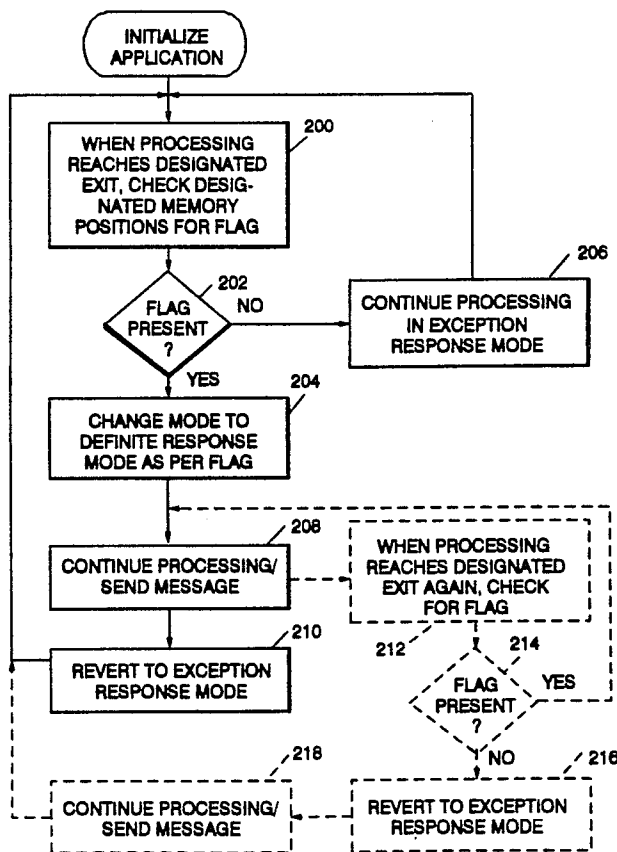 INITIALIZE
APPLICATION
200
WHEN PROCESSING
REACHES DESIGNATED
EXIT, CHECK DESIG-
NATED MEMORY
POSITIONS FOR FLAG
202
FLAG
PRESENT
?
NO
YES
206
CONTINUE PROCESSING
IN EXCEPTION
RESPONSE MODE
204
CHANGE MODE TO
DEFINITE RESPONSE
MODE AS PER FLAG
208
CONTINUE PROCESSING/
SEND MESSAGE
WHEN PROCESSING
REACHES DESIGNATED
EXIT AGAIN, CHECK
FOR FLAG
212
210
REVERT TO EXCEPTION
RESPONSE MODE
214
FLAG
PRESENT
?
YES
NO
216
REVERT TO EXCEPTION
RESPONSE MODE
218
CONTINUE PROCESSING/
SEND MESSAGE